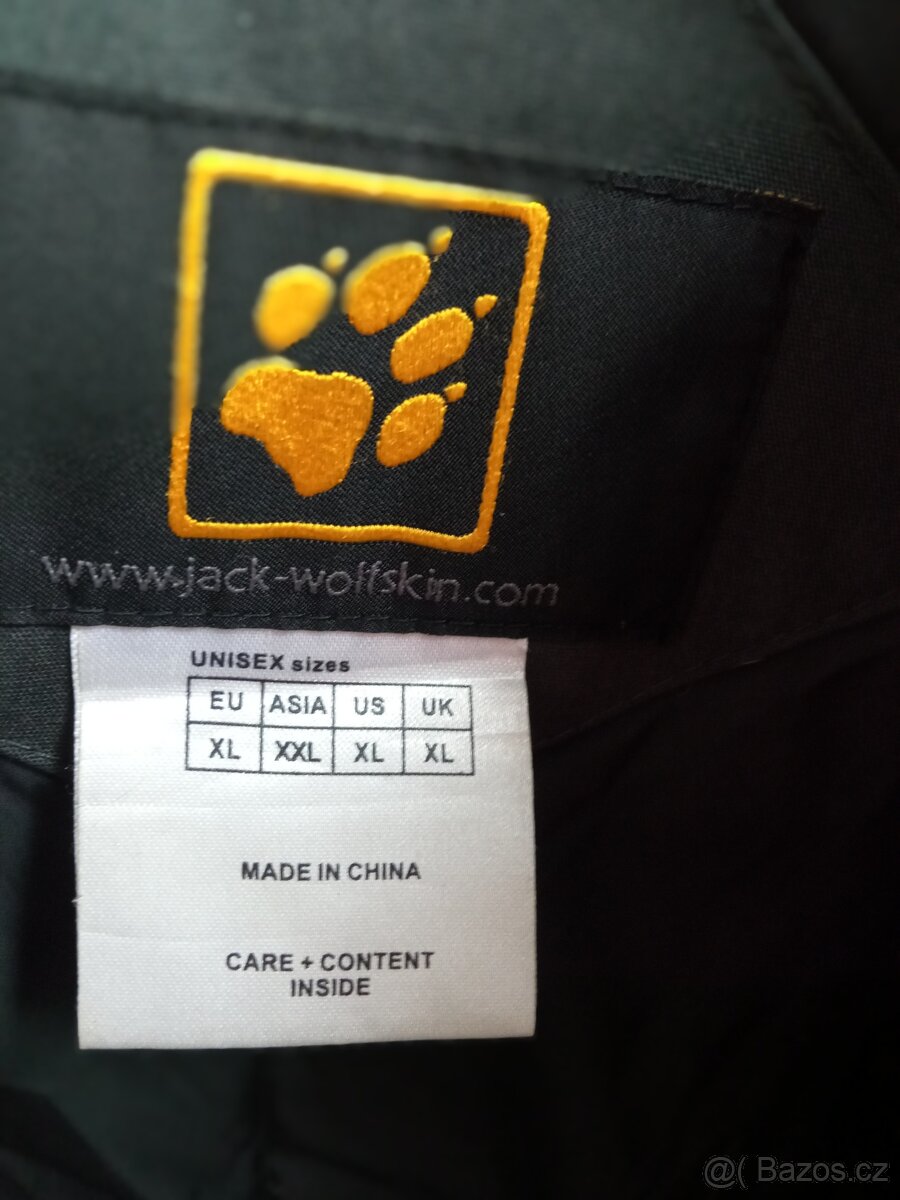 www.jack-wolfskin.com
UNISEX sizes
EU ASIA US UK
XL XXL XL XL
MADE IN CHINA
CARE + CONTENT
INSIDE
@( Bazos.cz